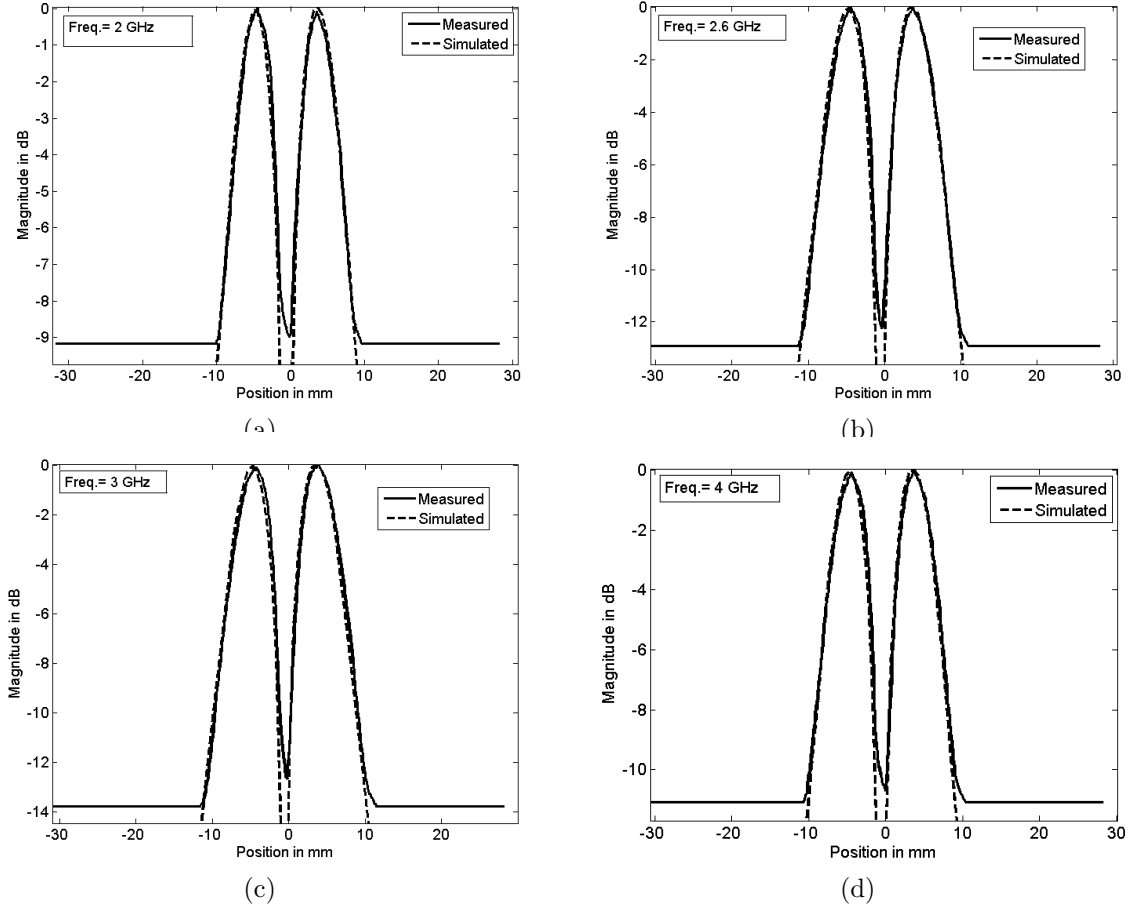 Freq.= 2 GHz
Measured
Simulated
0
-1
-2
-3
-4
-5
-6
-7
-8
-9
Magnitude in dB
-30 -20 -10 0 10 20 30
Position in mm
(a)
Freq.= 2.6 GHz
Measured
Simulated
0
-2
-4
-6
-8
-10
-12
Magnitude in dB
-30 -20 -10 0 10 20 30
Position in mm
(b)
Freq.= 3 GHz
Measured
Simulated
0
-2
-4
-6
-8
-10
-12
-14
Magnitude in dB
-30 -20 -10 0 10 20
Position in mm
(c)
Freq.= 4 GHz
Measured
Simulated
0
-2
-4
-6
-8
-10
Magnitude in dB
-30 -20 -10 0 10 20 30
Position in mm
(d)